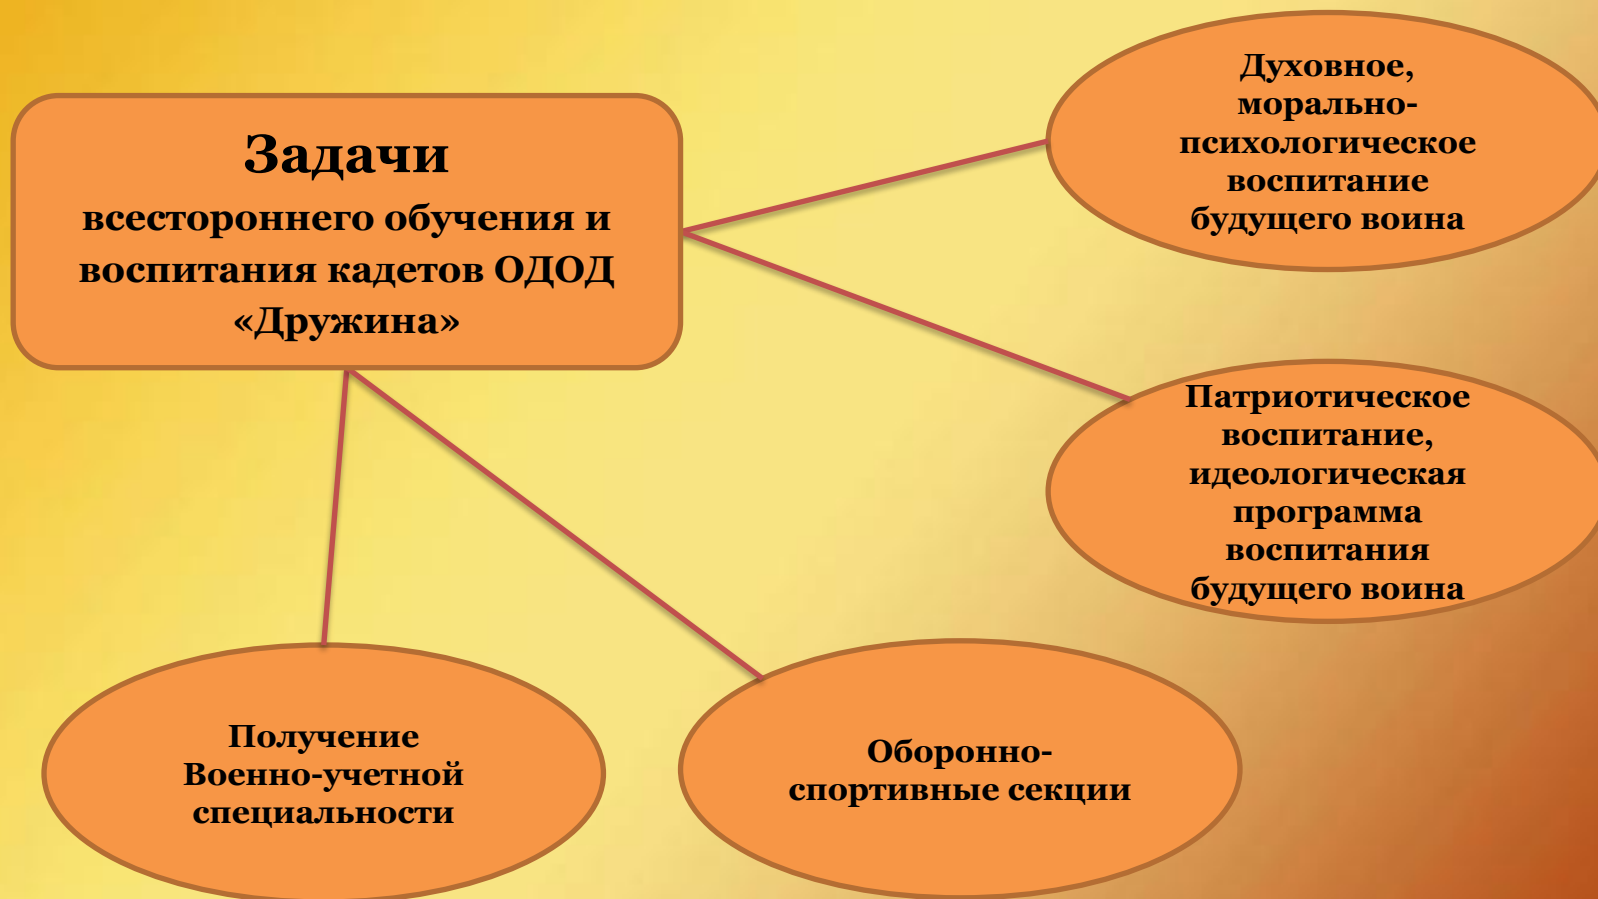 Задачи
всестороннего обучения и
воспитания кадетов ОДОД
«Дружина»
Духовное,
морально-
психологическое
воспитание
будущего воина
Патриотическое
воспитание,
идеологическая
программа
воспитания
будущего воина
Получение
Военно-учетной
специальности
Оборонно-
спортивные секции